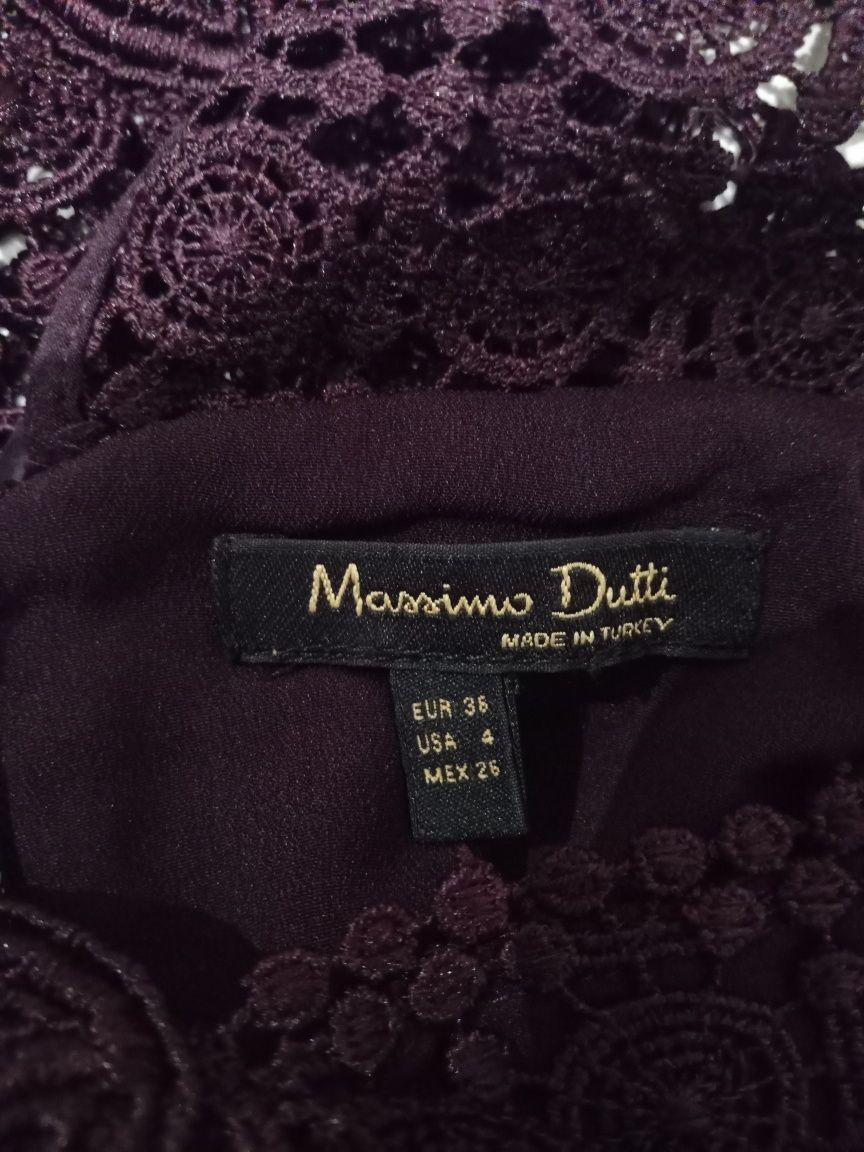 Massimo Dutti
MADE IN TURKEY
EUR 36
USA 4
MEX 26